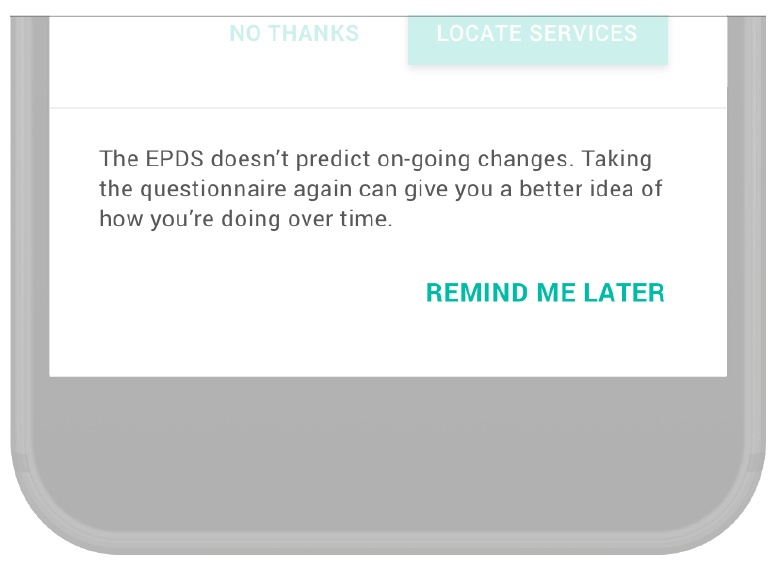 NO THANKS LOCATE SERVICES
The EPDS doesn't predict on-going changes. Taking
the questionnaire again can give you a better idea of
how you're doing over time.
REMIND ME LATER